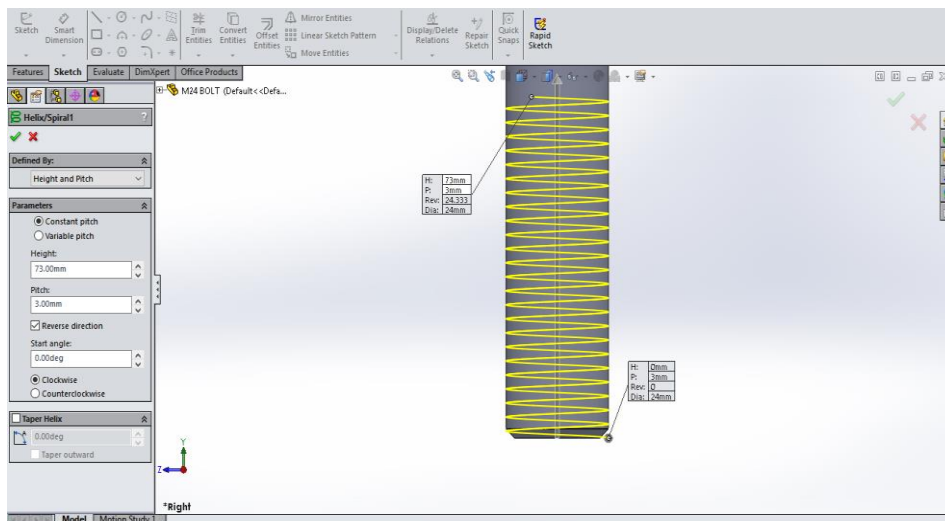 Sketch
Smart
Dimension
Trim
Entities
Convert
Entities
Offset
Entities
Mirror Entities
Linear Sketch Pattern
Move Entities
Display/Delete
Relations
Repair
Sketch
Quick
Snaps
Rapid
Sketch
Features Sketch Evaluate DimXpert Office Products
M24 BOLT (Default<<Defa...
Helix/Spiral1 ?
Defined By:
Height and Pitch
Parameters
Constant pitch
Variable pitch
Height:
73.00mm
Pitch:
3.00mm
Reverse direction
Start angle:
0.00deg
Clockwise
Counterclockwise
Taper Helix
0.00deg
Taper outward
H: 73mm
P: 3mm
Rev: 24.333
Dia: 24mm
H: 0mm
P: 3mm
Rev: 0
Dia: 24mm
Y
Z
*Right
Model Motion Study 1